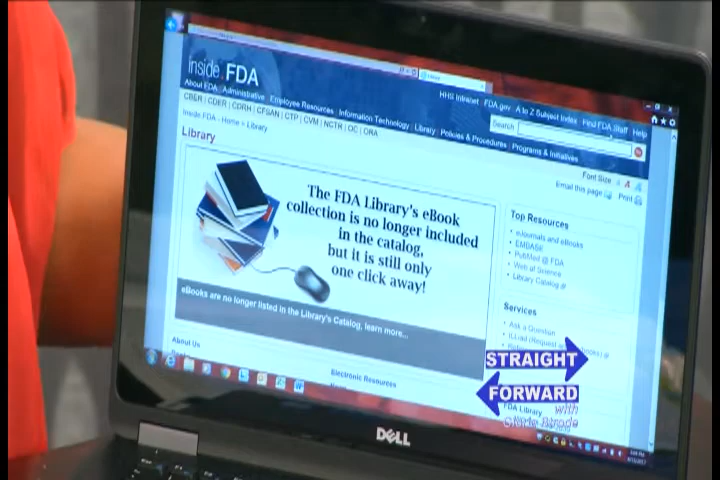 inside.FDA
HHS Intranet FDA.gov A to Z Subject Index Find FDA Staff Help
About FDA Administrative Employee Resources Information Technology Library Policies & Procedures Programs & Initiatives
Search
CBER | CDER | CDRH | CFSAN | CTP | CVM | NCTR | OC | ORA
Inside FDA - Home > Library
Library
Font Size A A A
Email this page Print
The FDA Library's eBook
collection is no longer included
in the catalog,
but it is still only
one click away!
eBooks are no longer listed in the Library's Catalog, learn more...
Top Resources
eJournals and eBooks
EMBASE
PubMed @ FDA
Web of Science
Library Catalog
Services
Ask a Question
About Us
Electronic Resources
FDA Library
STRAIGHT
FORWARD
with
DELL